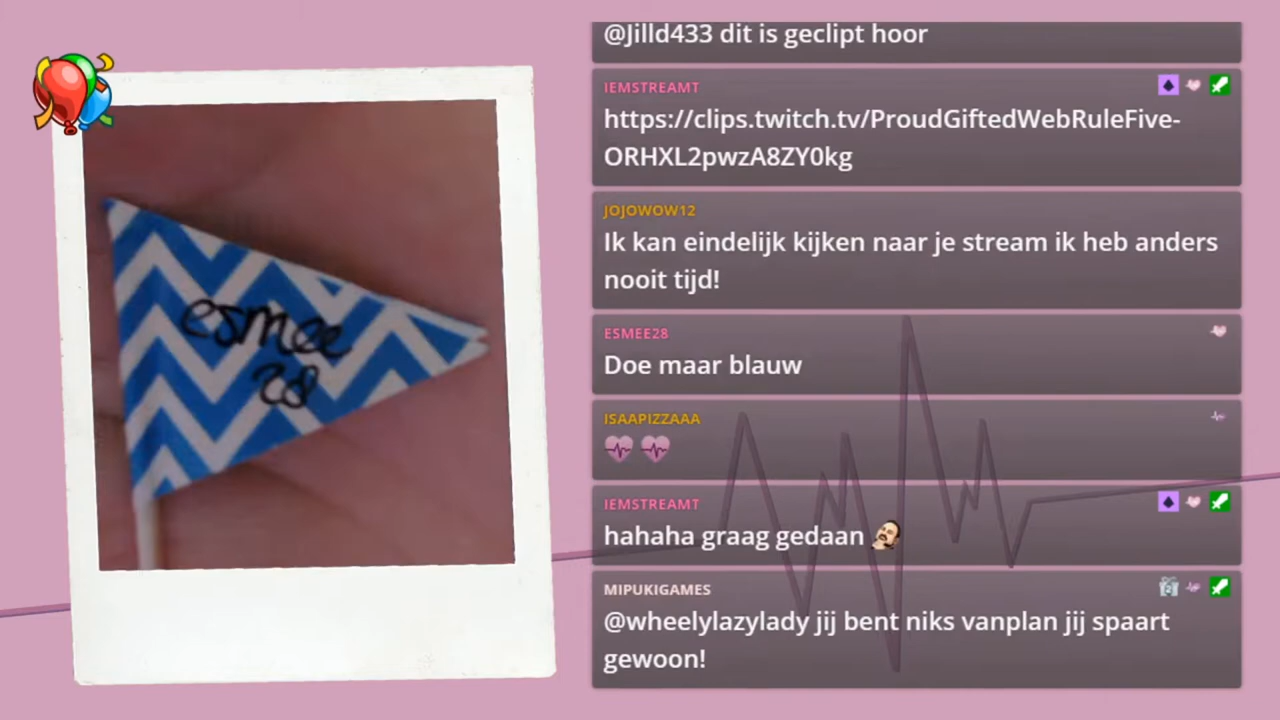 esmee
28
@Jilld433 dit is geclipt hoor
IEMSTREAMT
https://clips.twitch.tv/ProudGiftedWebRuleFive-
ORHXL2pwzA8ZY0kg
JOJOWOW12
Ik kan eindelijk kijken naar je stream ik heb anders
nooit tijd!
ESMEE28
Doe maar blauw
ISAAPIZZAAA
IEMSTREAMT
hahaha graag gedaan
MIPUKIGAMES
@wheelylazylady jij bent niks vanplan jij spaart
gewoon!